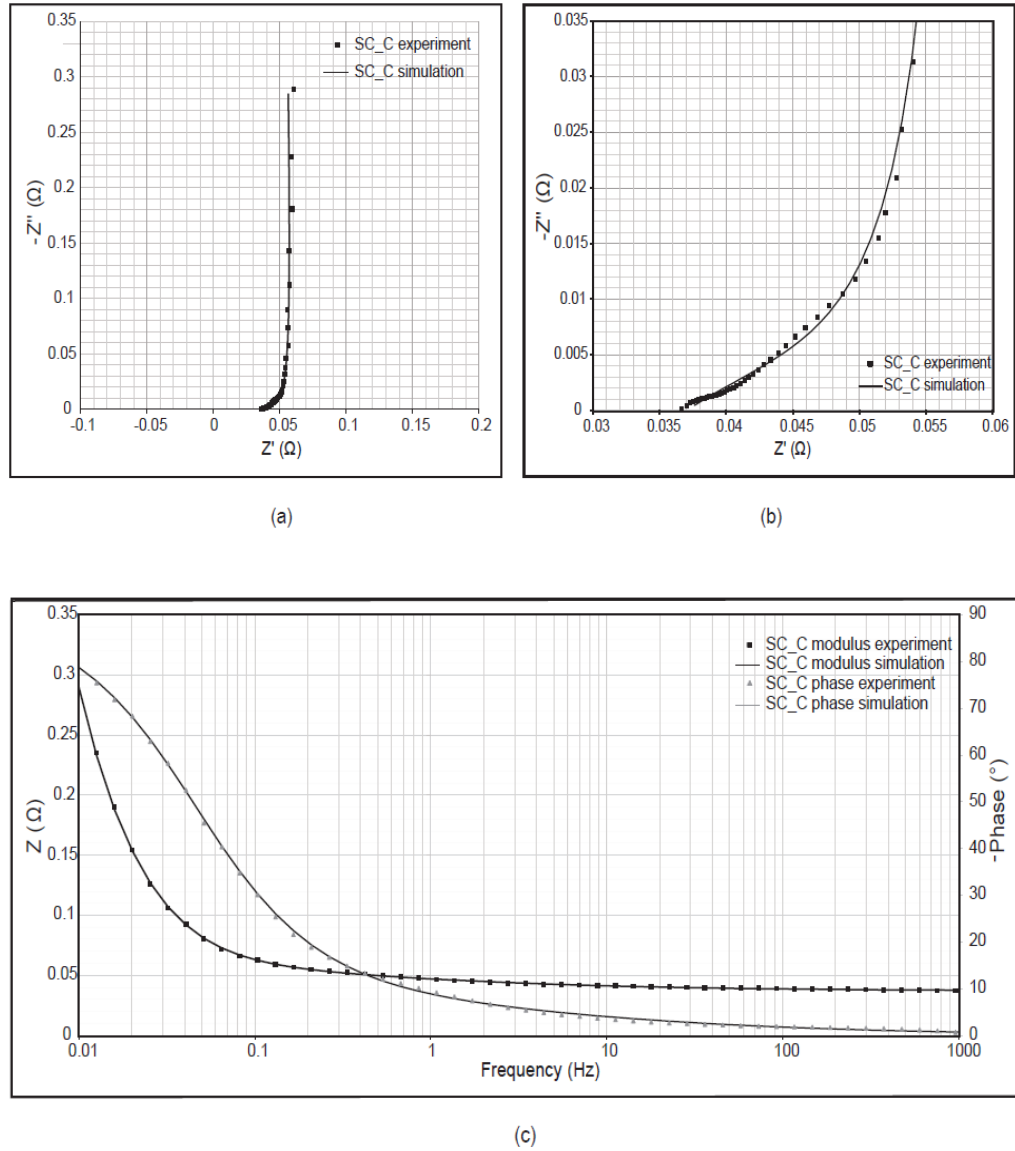 0.35
0.3
0.25
0.2
0.15
0.1
0.05
0
-Z'' (Ω)
SC_C experiment
SC_C simulation
-0.1 -0.05 0 0.05 0.1 0.15 0.2
Z' (Ω)
(a)
0.035
0.03
0.025
0.02
0.015
0.01
0.005
0
-Z'' (Ω)
SC_C experiment
SC_C simulation
0.03 0.035 0.04 0.045 0.05 0.055 0.06
Z' (Ω)
(b)
0.35
0.3
0.25
0.2
0.15
0.1
0.05
0
Z (Ω)
SC_C modulus experiment
SC_C modulus simulation
SC_C phase experiment
SC_C phase simulation
90
80
70
60
50
40
30
20
10
0
-Phase (°)
0.01 0.1 1 10 100 1000
Frequency (Hz)
(c)